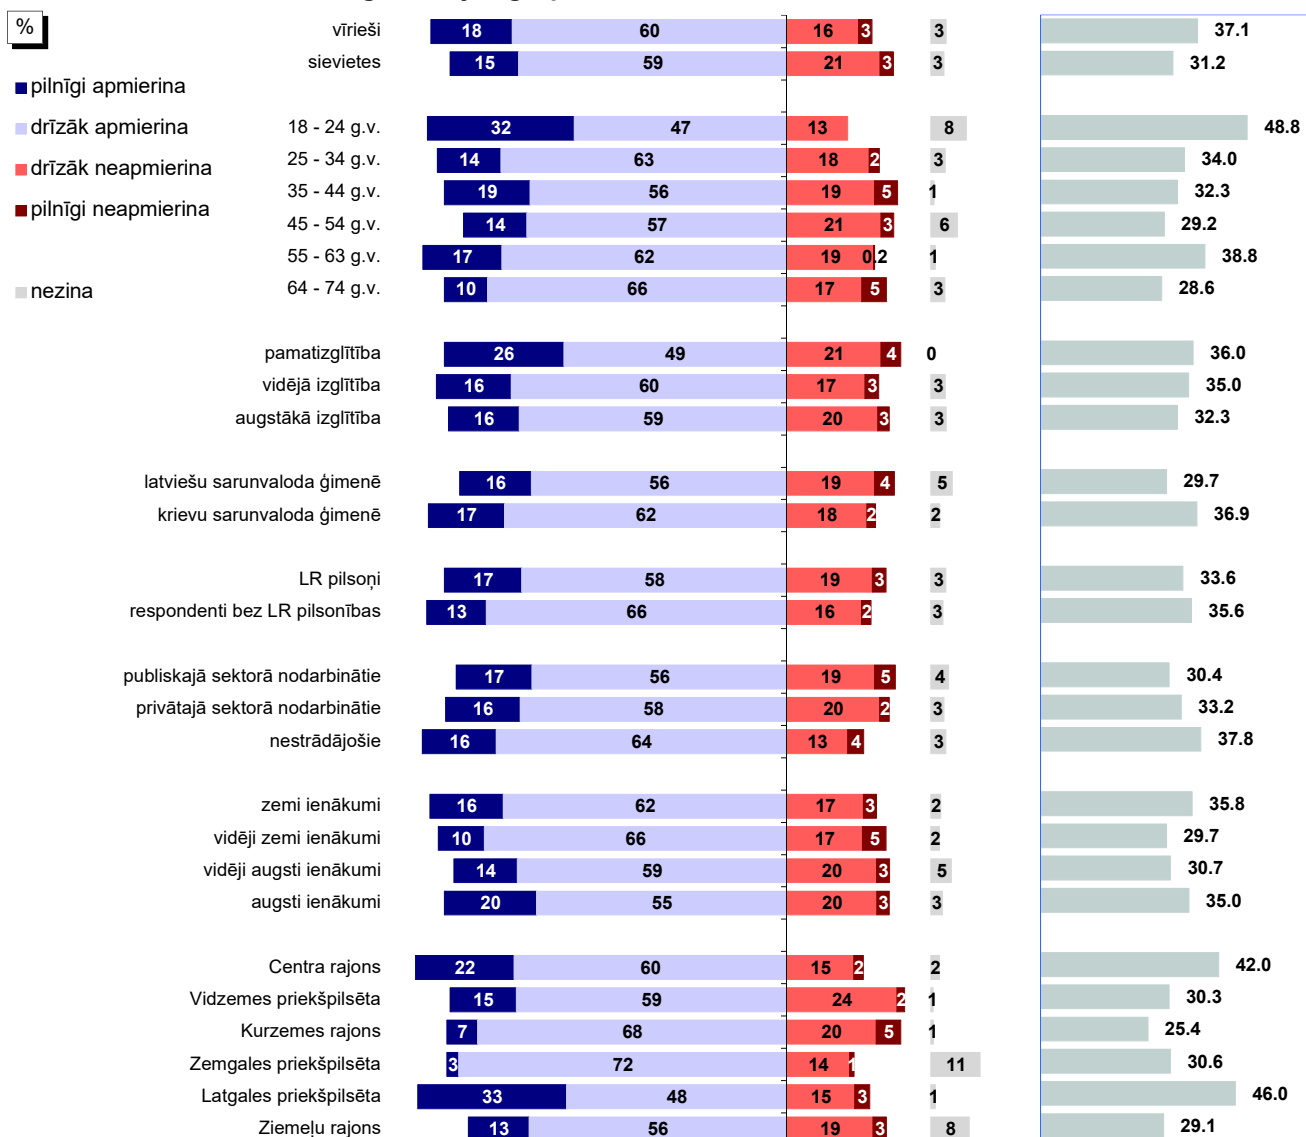 %
pilnīgi apmierina
drīzāk apmierina
drīzāk neapmierina
pilnīgi neapmierina
nezina
vīrieši 18 60 16 3 3 37.1
sievietes 15 59 21 3 3 31.2
18 - 24 g.v. 32 47 13 8 48.8
25 - 34 g.v. 14 63 18 2 3 34.0
35 - 44 g.v. 19 56 19 5 1 32.3
45 - 54 g.v. 14 57 21 3 6 29.2
55 - 63 g.v. 17 62 19 0.2 1 38.8
64 - 74 g.v. 10 66 17 5 3 28.6
pamatizglītība 26 49 21 4 0 36.0
vidējā izglītība 16 60 17 3 3 35.0
augstākā izglītība 16 59 20 3 3 32.3
latviešu sarunvaloda ģimenē 16 56 19 4 5 29.7
krievu sarunvaloda ģimenē 17 62 18 2 2 36.9
LR pilsoņi 17 58 19 3 3 33.6
respondenti bez LR pilsonības 13 66 16 2 3 35.6
publiskajā sektorā nodarbinātie 17 56 19 5 4 30.4
privātajā sektorā nodarbinātie 16 58 20 2 3 33.2
nestrādājošie 16 64 13 4 3 37.8
zemi ienākumi 16 62 17 3 2 35.8
vidēji zemi ienākumi 10 66 17 5 2 29.7
vidēji augsti ienākumi 14 59 20 3 5 30.7
augsti ienākumi 20 55 20 3 3 35.0
Centra rajons 22 60 15 2 2 42.0
Vidzemes priekšpilsēta 15 59 24 2 1 30.3
Kurzemes rajons 7 68 20 5 1 25.4
Zemgales priekšpilsēta 3 72 14 1 11 30.6
Latgales priekšpilsēta 33 48 15 3 1 46.0
Ziemeļu rajons 13 56 19 3 8 29.1